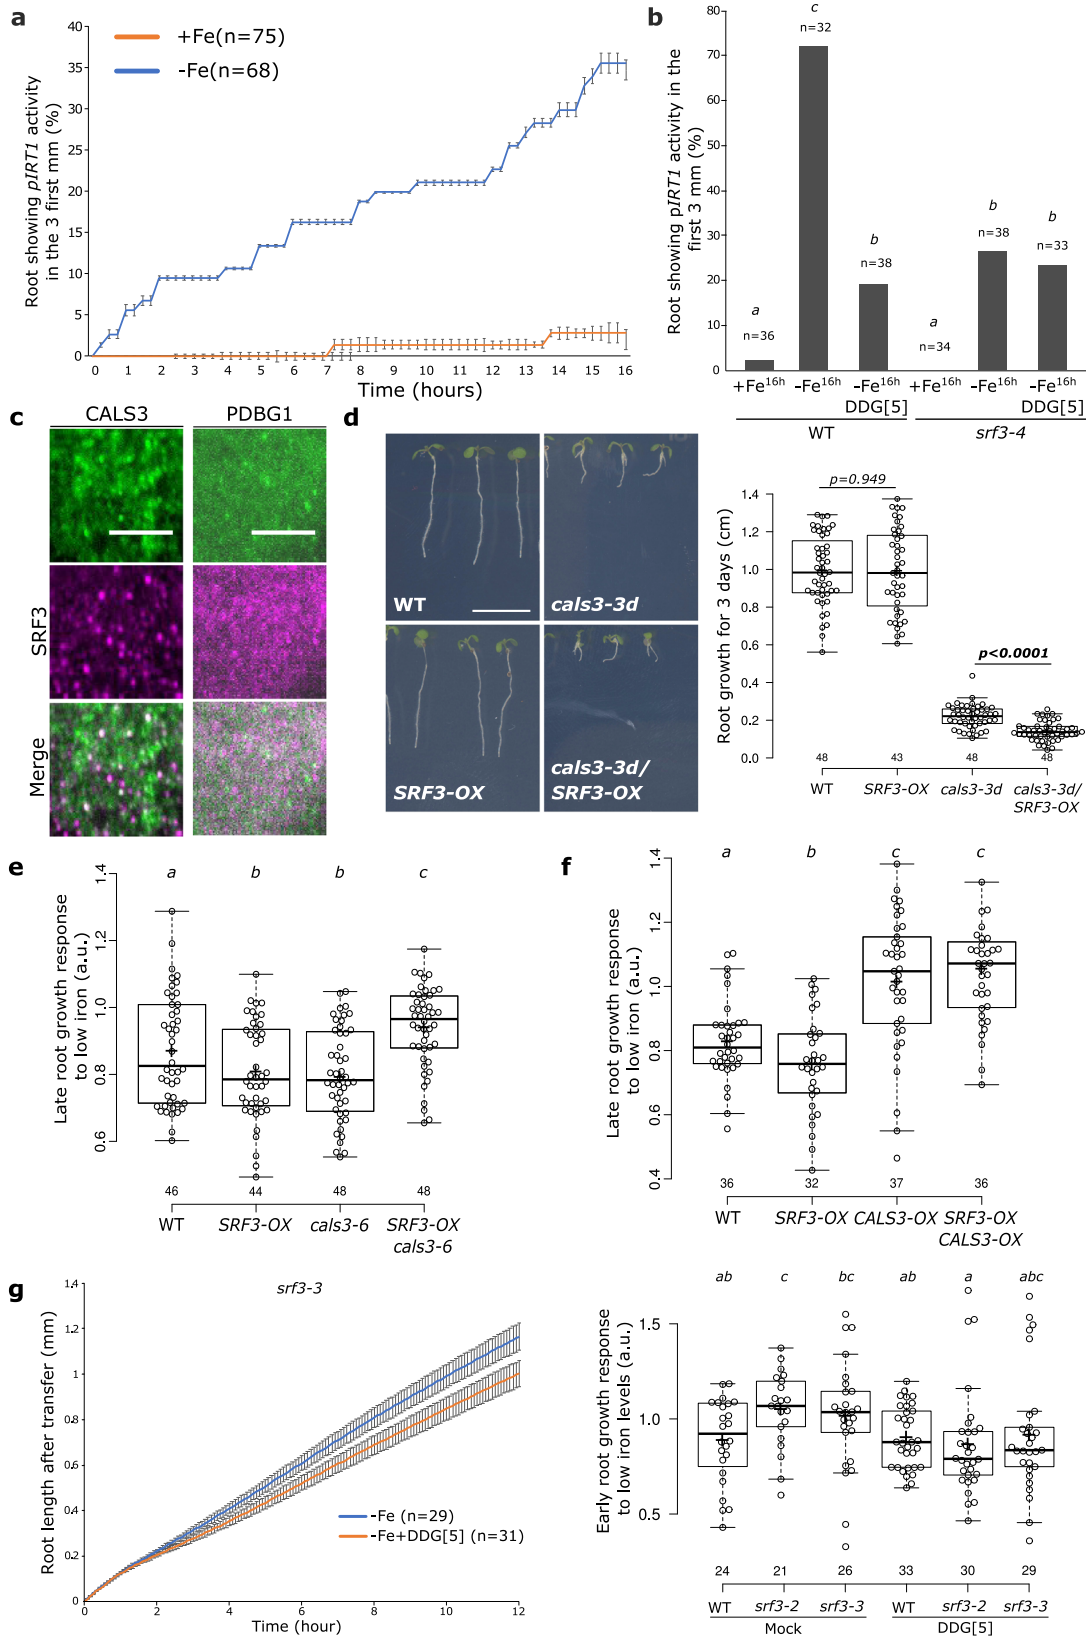 a
+Fe(n=75)
-Fe(n=68)
Root showing pIRT1 activity
in the 3 first mm (%)
40
35
30
25
20
15
10
5
0
0 1 2 3 4 5 6 7 8 9 10 11 12 13 14 15 16
Time (hours)
b
Root showing pIRT1 activity in the
first 3 mm (%)
80
70
60
50
40
30
20
10
0
a
n=36
c
n=32
b
n=38
a
n=34
b
n=38
b
n=33
+Fe16h -Fe16h -Fe16h +Fe16h -Fe16h -Fe16h
DDG[5] DDG[5]
WT srf3-4
c
CALS3 PDBG1
SRF3
Merge
d
WT
cals3-3d
SRF3-OX
cals3-3d/
SRF3-OX
Root growth for 3 days (cm)
1.4
1.2
1.0
0.8
0.6
0.4
0.2
0.0
p=0.949
p<0.0001
48 43 48 48
WT SRF3-OX cals3-3d cals3-3d/
SRF3-OX
e
Late root growth response
to low iron (a.u.)
1.4
1.2
1.0
0.8
0.6
a b b c
46 44 48 48
WT SRF3-OX cals3-6 SRF3-OX
cals3-6
f
Late root growth response
to low iron (a.u.)
1.4
1.2
1.0
0.8
0.6
0.4
a b c c
36 32 37 36
WT SRF3-OX CALS3-OX SRF3-OX
CALS3-OX
g
srf3-3
Root length after transfer (mm)
1.4
1.2
1
0.8
0.6
0.4
0.2
0
-Fe (n=29)
-Fe+DDG[5] (n=31)
0 2 4 6 8 10 12
Time (hour)
Early root growth response
to low iron levels (a.u.)
1.5
1.0
0.5
ab c bc ab a abc
24 21 26 33 30 29
WT srf3-2 srf3-3 WT srf3-2 srf3-3
Mock DDG[5]